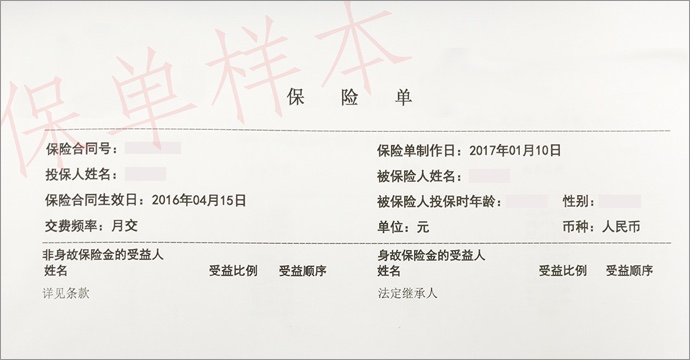 保单样本
保 险 单
保险合同号： 保险单制作日：2017年01月10日
投保人姓名： 被保险人姓名：
保险合同生效日：2016年04月15日 被保险人投保时年龄： 性别：
交费频率：月交 单位：元 币种：人民币
非身故保险金的受益人 身故保险金的受益人
姓名 受益比例 受益顺序 姓名 受益比例 受益顺序
详见条款 法定继承人